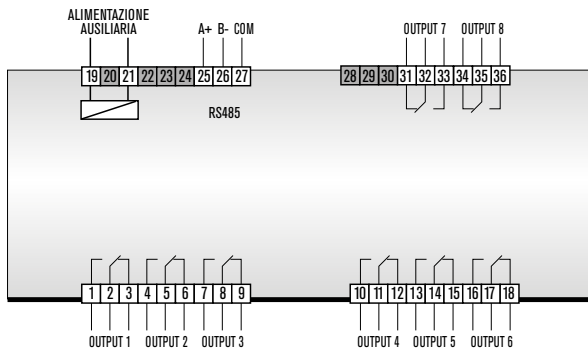 ALIMENTAZIONE
AUSILIARIA
A+ B- COM
OUTPUT 7 OUTPUT 8
19 20 21 22 23 24 25 26 27
28 29 30 31 32 33 34 35 36
RS485
1 2 3 4 5 6 7 8 9
10 11 12 13 14 15 16 17 18
OUTPUT 1 OUTPUT 2 OUTPUT 3
OUTPUT 4 OUTPUT 5 OUTPUT 6